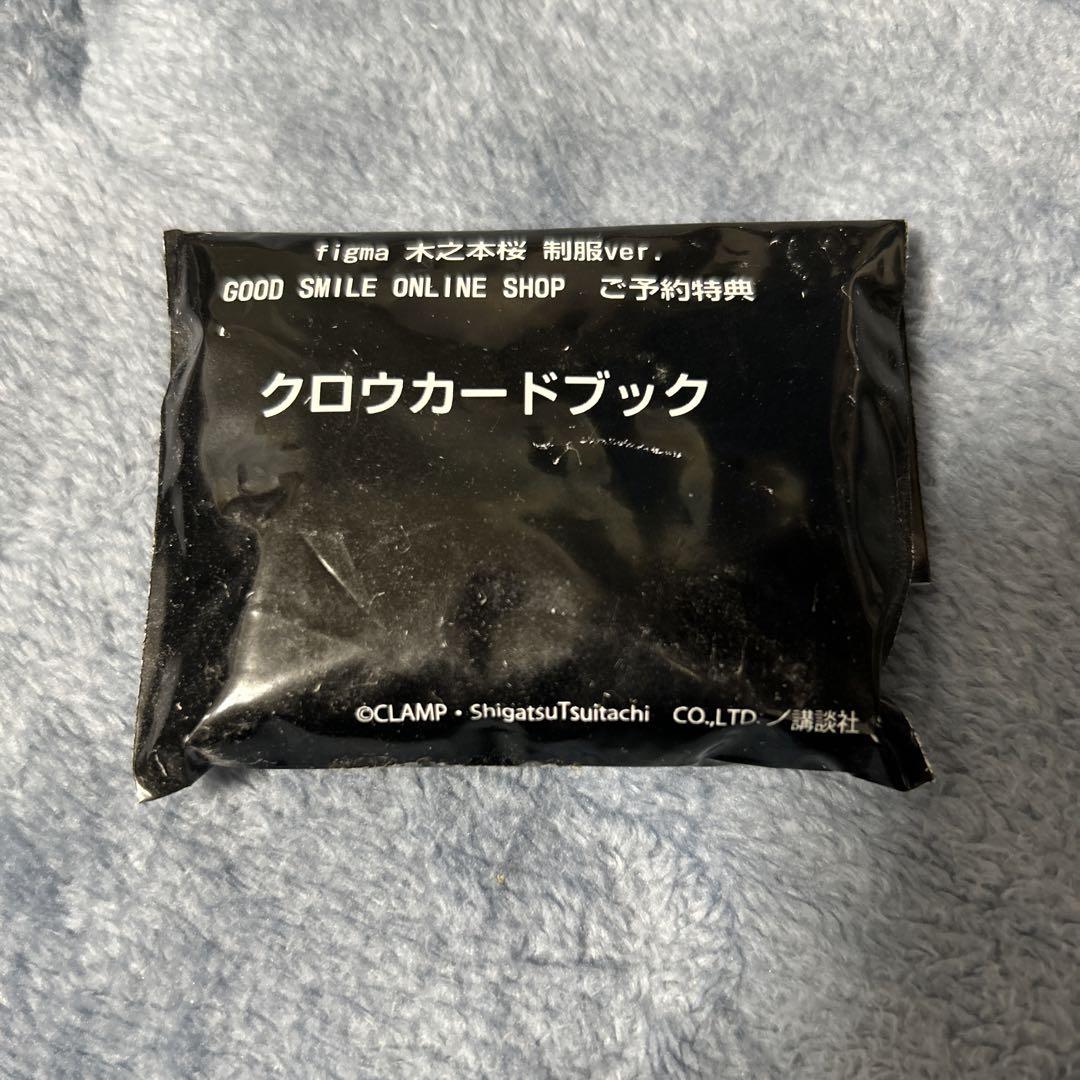 figma 木之本桜 制服ver.
GOOD SMILE ONLINE SHOP ご予約特典
クロウカードブック
©CLAMP・ShigatsuTsuitachi CO.,LTD.／講談社